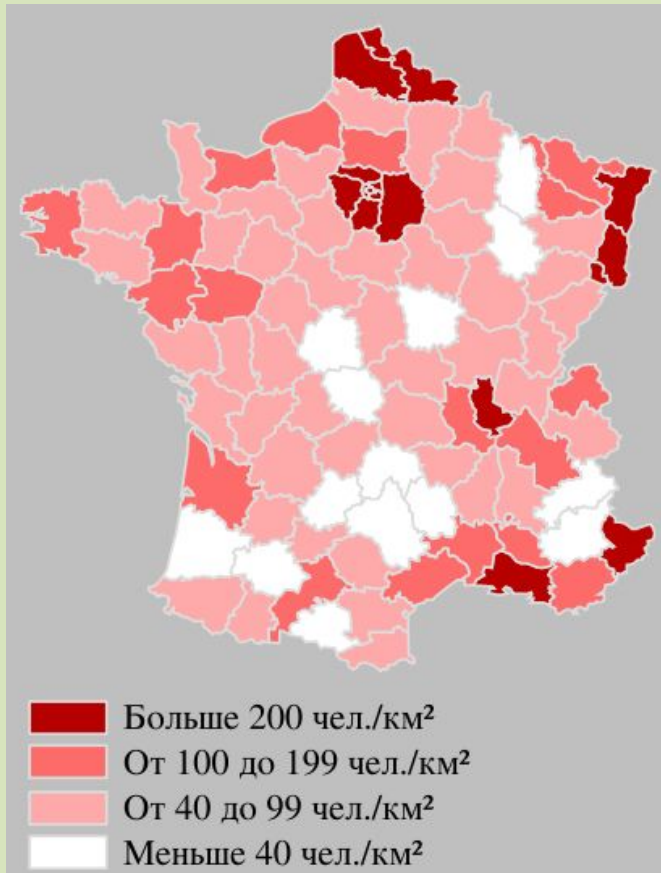 Больше 200 чел./км²
От 100 до 199 чел./км²
От 40 до 99 чел./км²
Меньше 40 чел./км²